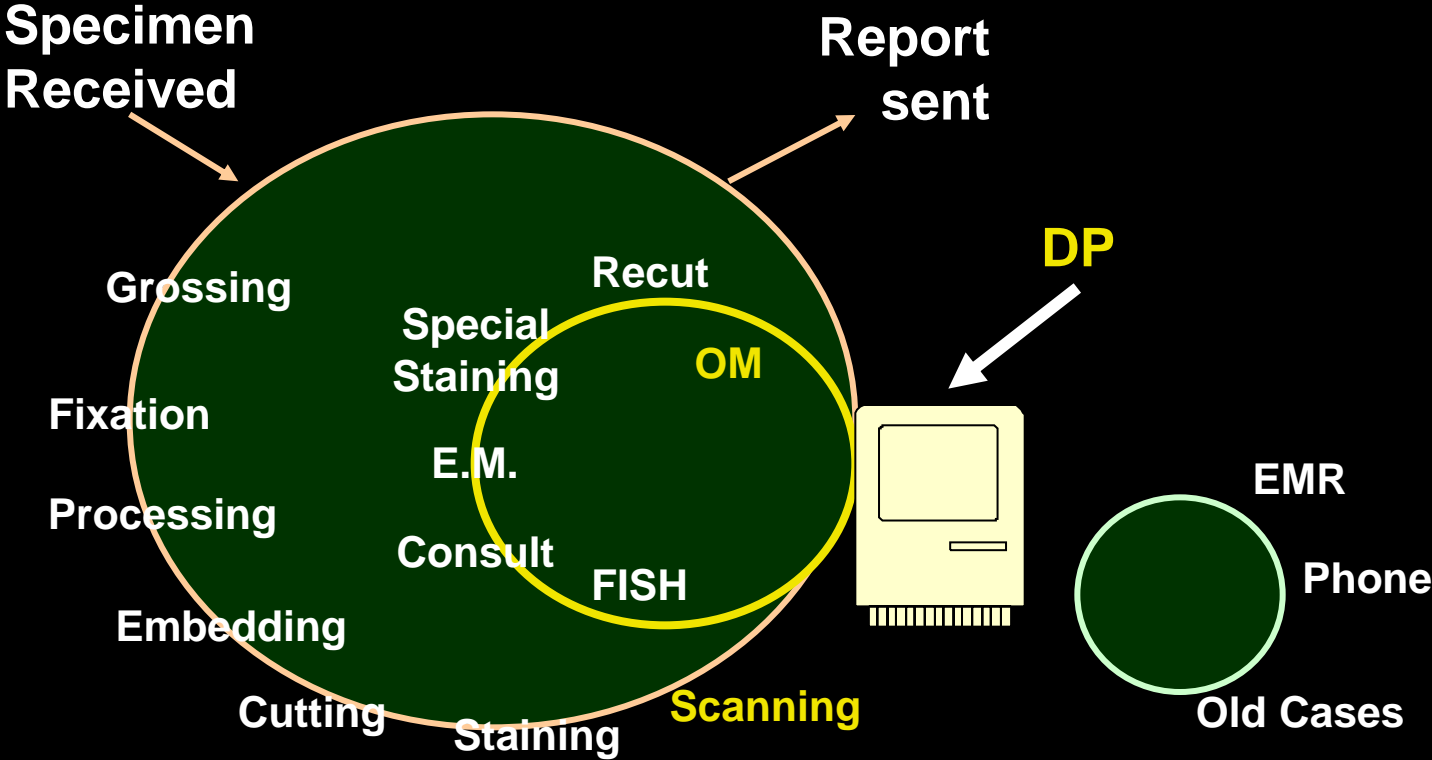 Specimen
Received
Report
sent
DP
Grossing
Recut
Special
Staining
OM
Fixation
E.M.
EMR
Processing
Consult
FISH
Phone
Embedding
Cutting
Staining
Scanning
Old Cases